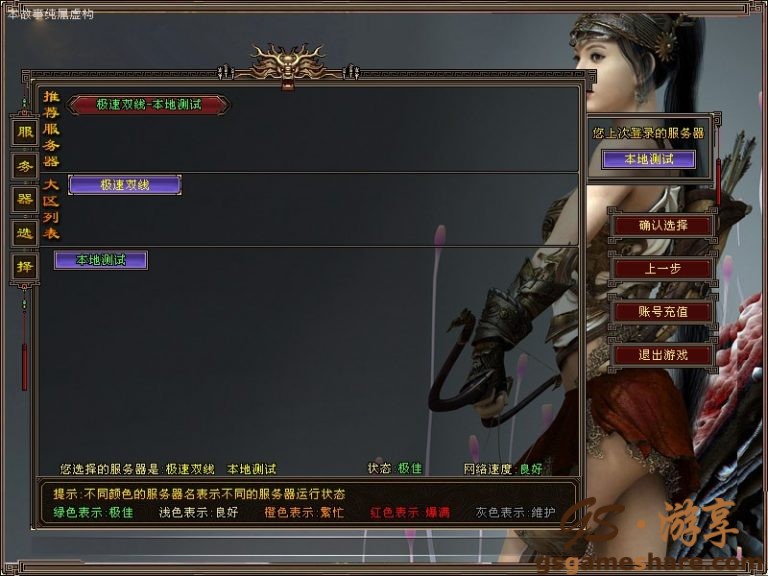 本故事纯属虚构
推荐服务器
极速双线-本地测试
服务器选择
您上次登录的服务器
本地测试
大区列表
极速双线
本地测试
确认选择
上一步
账号充值
退出游戏
您选择的服务器是:极速双线 本地测试 状态:极佳 网络速度:良好
提示:不同颜色的服务器名表示不同的服务器运行状态
绿色表示:极佳 浅色表示:良好 橙色表示:繁忙 红色表示:爆满 灰色表示:维护
GS·游享
gsgameshare.com